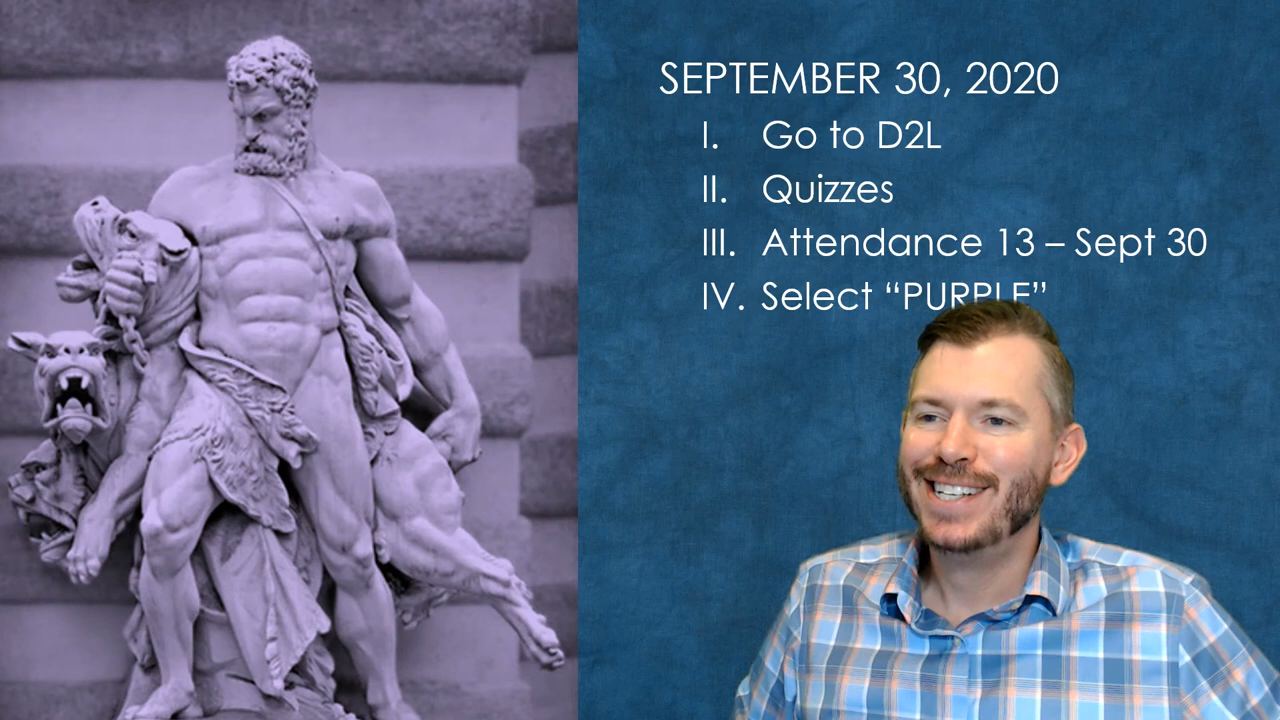 SEPTEMBER 30, 2020
I. Go to D2L
II. Quizzes
III. Attendance 13 – Sept 30
IV. Select “PURPLE”